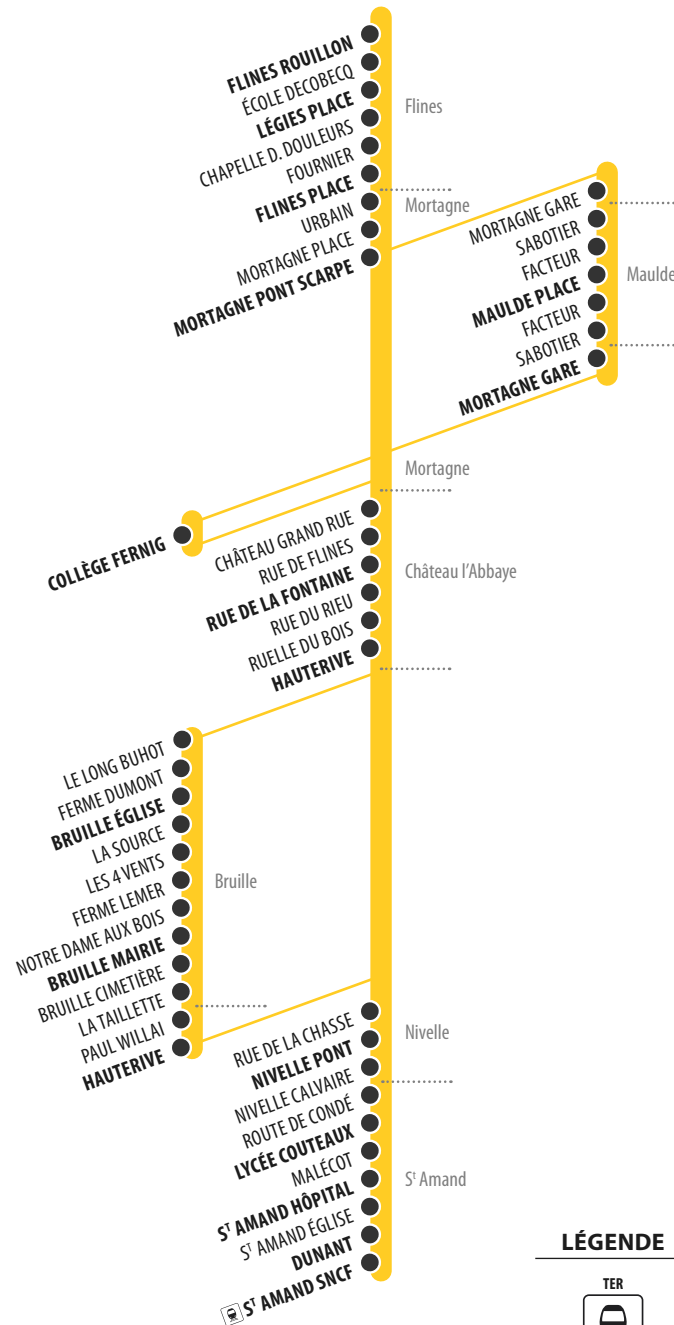 FLINES ROUILLON
ÉCOLE DECOBECQ
LÉGIES PLACE
CHAPELLE D. DOULEURS
FOURNIER
FLINES PLACE
URBAIN
MORTAGNE PLACE
MORTAGNE PONT SCARPE
Flines
Mortagne
MORTAGNE GARE
SABOTIER
FACTEUR
MAULDE PLACE
FACTEUR
SABOTIER
MORTAGNE GARE
Maulde
Mortagne
COLLÈGE FERNIG
CHÂTEAU GRAND RUE
RUE DE FLINES
RUE DE LA FONTAINE
RUE DU RIEU
RUELLE DU BOIS
HAUTERIVE
Château l'Abbaye
LE LONG BUHOT
FERME DUMONT
BRUILLE ÉGLISE
LA SOURCE
LES 4 VENTS
FERME LEMER
NOTRE DAME AUX BOIS
BRUILLE MAIRIE
BRUILLE CIMETIÈRE
LA TAILLETTE
PAUL WILLAI
HAUTERIVE
Bruille
RUE DE LA CHASSE
NIVELLE PONT
NIVELLE CALVAIRE
ROUTE DE CONDÉ
LYCÉE COUTEAUX
MALÉCOT
Sᵀ AMAND HÔPITAL
Sᵀ AMAND ÉGLISE
DUNANT
Sᵀ AMAND SNCF
Nivelle
Sᵗ Amand
LÉGENDE
TER